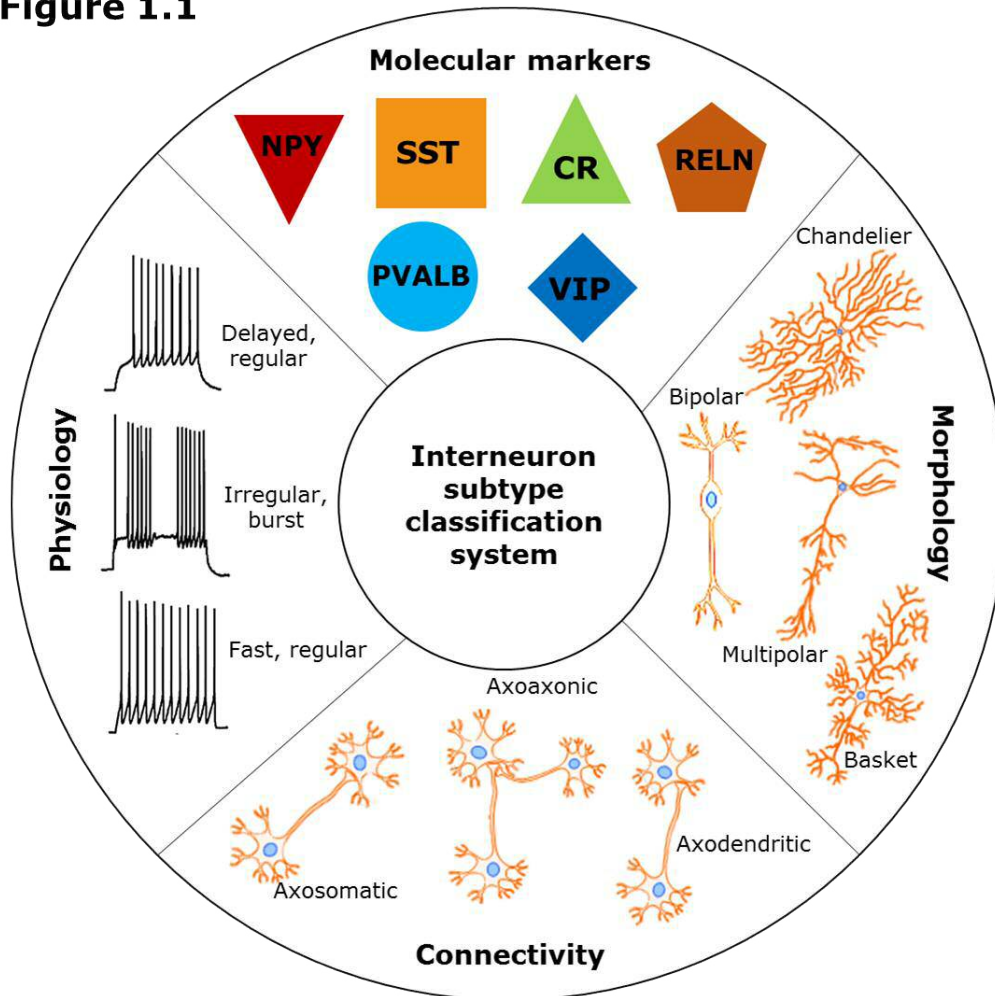 Figure 1.1
Molecular markers
NPY
SST
CR
RELN
PVALB
VIP
Chandelier
Bipolar
Morphology
Multipolar
Basket
Delayed,
regular
Physiology
Irregular,
burst
Fast, regular
Interneuron
subtype
classification
system
Axoaxonic
Axodendritic
Axosomatic
Connectivity